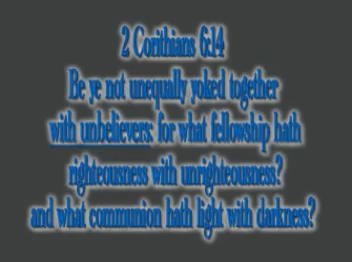 2 Corithians 6:14
Be ye not unequally yoked together
with unbelievers: for what fellowship hath
righteousness with unrighteousness?
and what communion hath light with darkness?